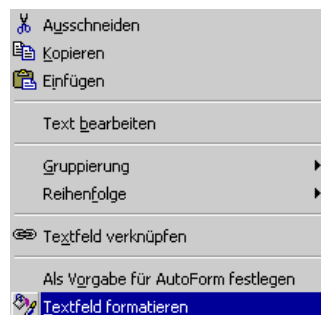 Ausschneiden
Kopieren
Einfügen
Text bearbeiten
Gruppierung
Reihenfolge
Textfeld verknüpfen
Als Vorgabe für AutoForm festlegen
Textfeld formatieren